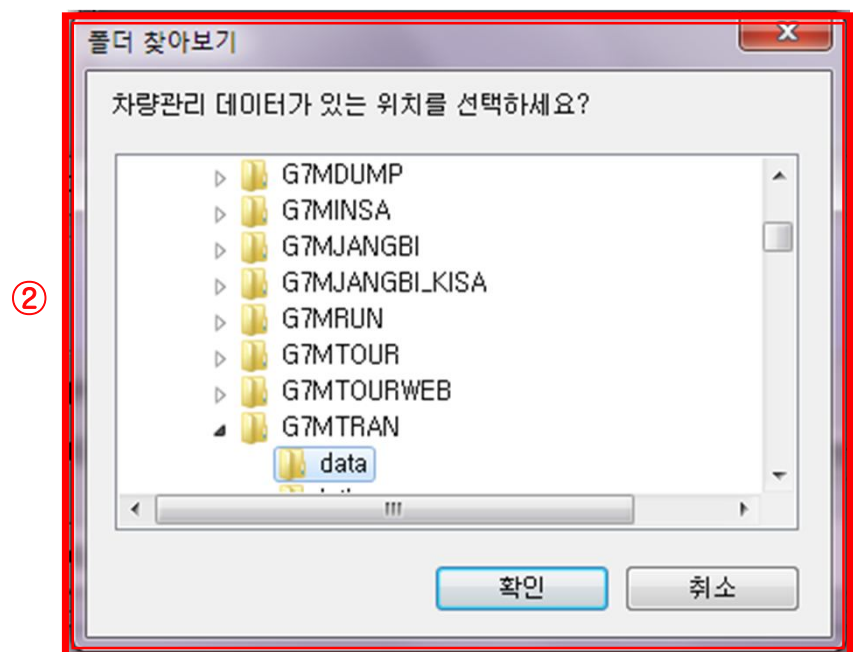 폴더 찾아보기
차량관리 데이터가 있는 위치를 선택하세요?
G7MDUMP
G7MINSA
G7MJANGBI
②
G7MJANGBI_KISA
G7MRUN
G7MTOUR
G7MTOURWEB
G7MTRAN
data
확인
취소